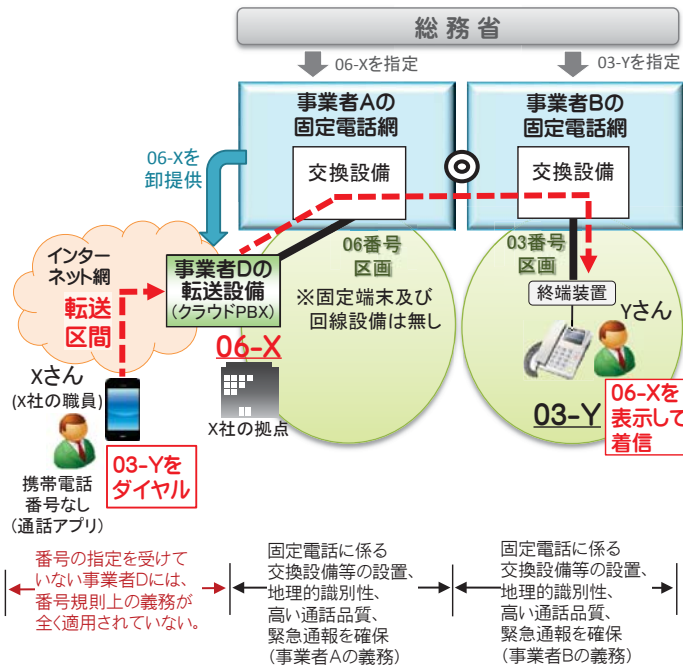 総務省
06-Xを指定
03-Yを指定
事業者Aの
固定電話網
事業者Bの
固定電話網
06-Xを
卸提供
交換設備
交換設備
インター
ネット網
転送
区間
事業者Dの
転送設備
(クラウドPBX)
06番号
区画
※固定端末及び
回線設備は無し
03番号
区画
終端装置
Yさん
06-X
X社の拠点
03-Y
06-Xを
表示して
着信
Xさん
(X社の職員)
携帯電話
番号なし
(通話アプリ)
03-Yを
ダイヤル
番号の指定を受けて
いない事業者Dには、
番号規則上の義務が
全く適用されていない。
固定電話に係る
交換設備等の設置、
地理的識別性、
高い通話品質、
緊急通報を確保
(事業者Aの義務)
固定電話に係る
交換設備等の設置、
地理的識別性、
高い通話品質、
緊急通報を確保
(事業者Bの義務)